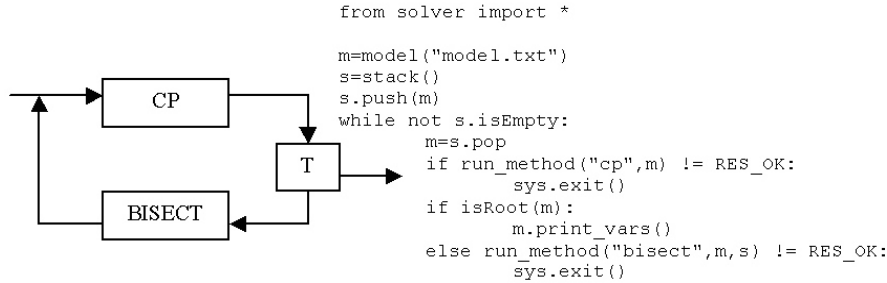 from solver import *
m=model("model.txt")
s=stack()
s.push(m)
while not s.isEmpty:
m=s.pop
if run_method("cp",m) != RES_OK:
sys.exit()
if isRoot(m):
m.print_vars()
else run_method("bisect",m,s) != RES_OK:
sys.exit()
CP
T
BISECT